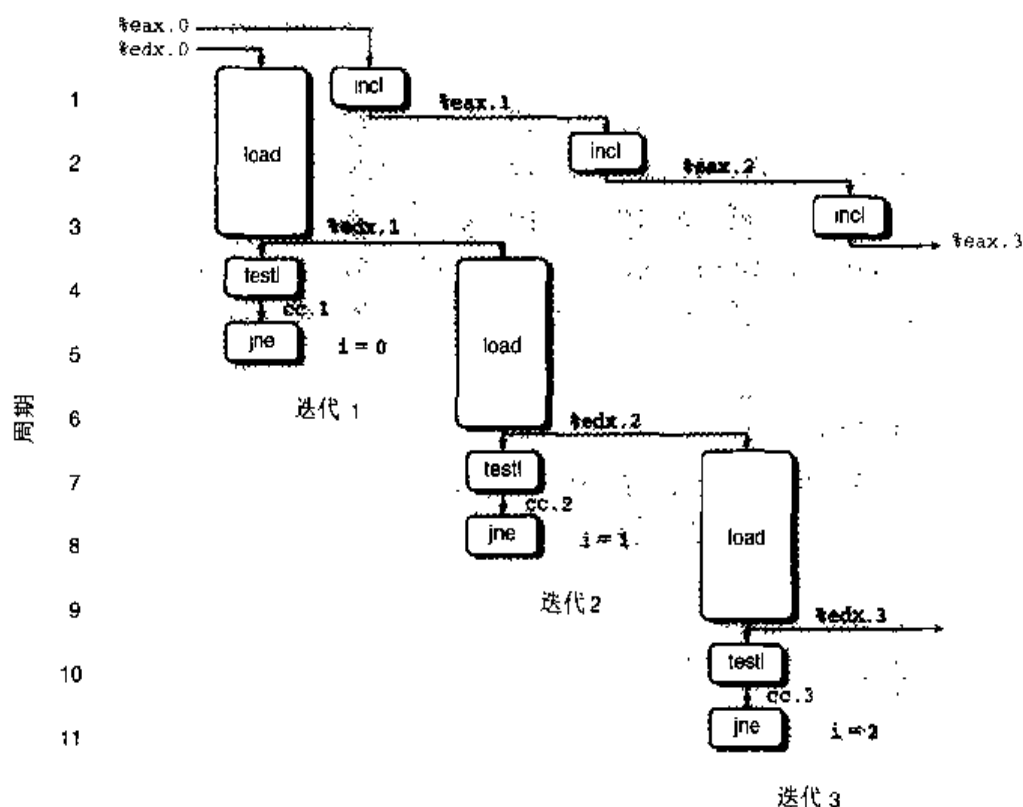 %eax.0
%edx.0
1
load
incl
%eax.1
2
incl
%eax.2
3
incl
%edx.1
%eax.3
4
testl
cc.1
5
jne
i = 0
load
周期
迭代 1
6
%edx.2
7
testl
cc.2
8
jne
i = 1
load
9
迭代 2
%edx.3
10
testl
cc.3
11
jne
i = 2
迭代 3